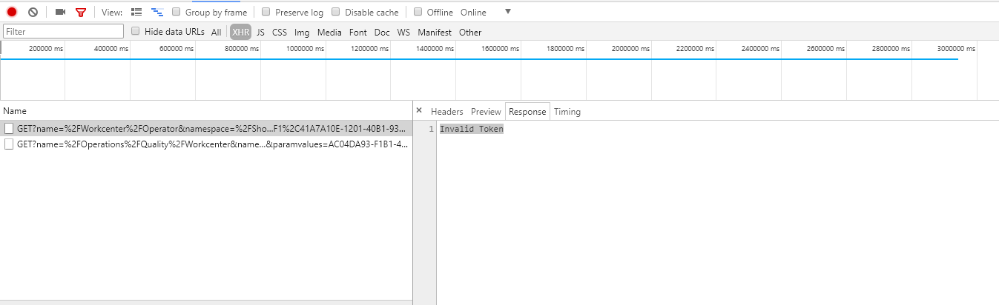 View: Group by frame Preserve log Disable cache Offline Online
Filter Hide data URLs All XHR JS CSS Img Media Font Doc WS Manifest Other
200000 ms 400000 ms 600000 ms 800000 ms 1000000 ms 1200000 ms 1400000 ms 1600000 ms 1800000 ms 2000000 ms 2200000 ms 2400000 ms 2600000 ms 2800000 ms 3000000 ms
Name
× Headers Preview Response Timing
GET?name=%2FWorkcenter%2FOperator&namespace=%2FSho...F1%2C41A7A10E-1201-40B1-93...
1 Invalid Token
GET?name=%2FOperations%2FQuality%2FWorkcenter&name...&paramvalues=AC04DA93-F1B1-4...